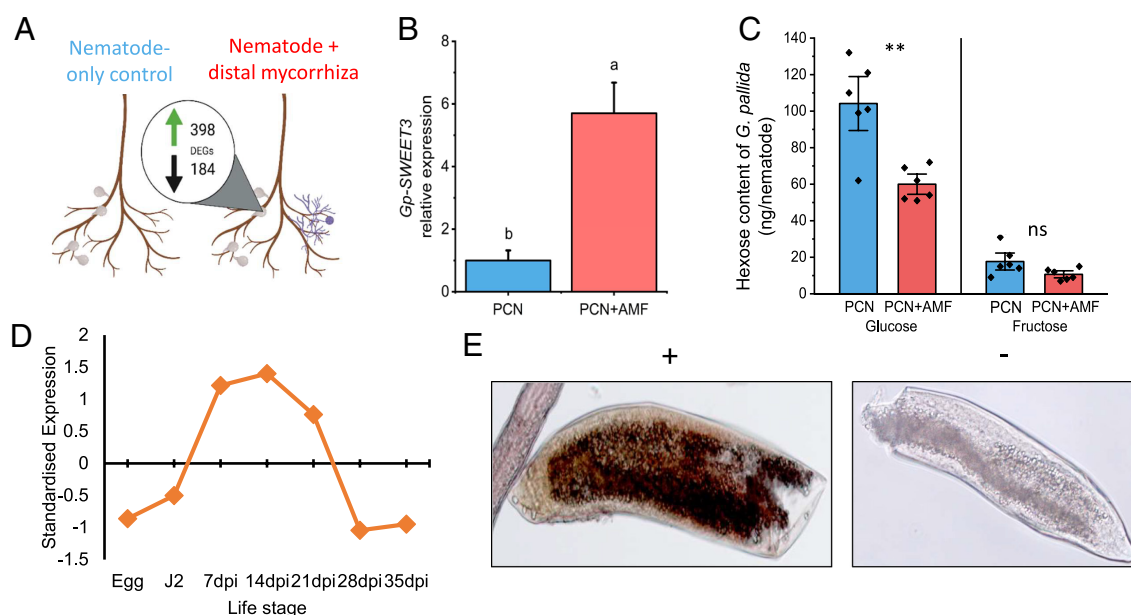 A
Nematode-
only control
Nematode +
distal mycorrhiza
398
DEGs
184
B
Gp-SWEET3
relative expression
8
6
4
2
0
b
a
PCN
PCN+AMF
C
Hexose content of G. pallida
(ng/nematode)
140
120
100
80
60
40
20
0
**
ns
PCN
PCN+AMF
PCN
PCN+AMF
Glucose
Fructose
D
Standardised Expression
2
1.5
1
0.5
0
-0.5
-1
-1.5
Egg J2 7dpi 14dpi 21dpi 28dpi 35dpi
Life stage
E
+
-